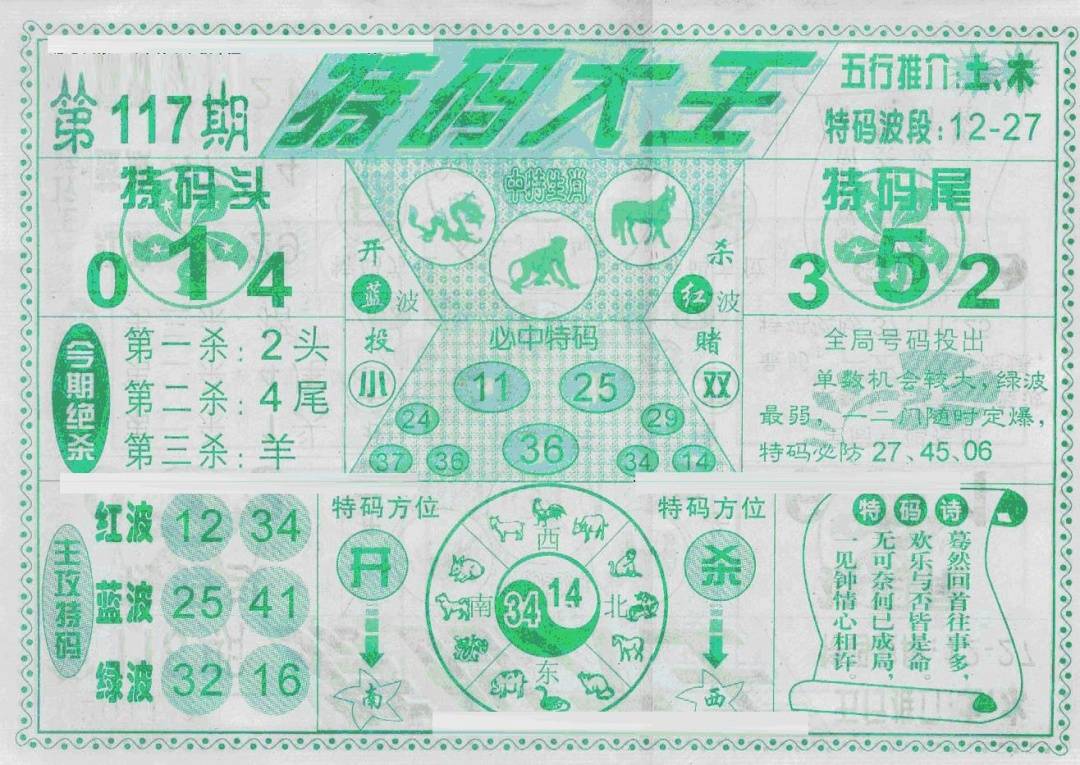 第117期
特码大王
五行推介:土、木
特码波段:12-27
特码头
0 1 4
中特生肖
开
蓝波
杀
红波
特码尾
3 5 2
今期绝杀
第一杀:2头
第二杀:4尾
第三杀:羊
投
小
必中特码
11 25
24 29
37 36 36 34 14
赌
双
全局号码投出
单数机会较大,绿波
最弱,一二门随时定爆,
特码必防 27、45、06
主攻特码
红波 12 34
蓝波 25 41
绿波 32 16
特码方位
开
南
西
南 北
东
34 14
特码方位
杀
西
特码诗
蓦然回首往事多,
欢乐与否皆是命。
无可奈何已成局,
一见钟情心相许。